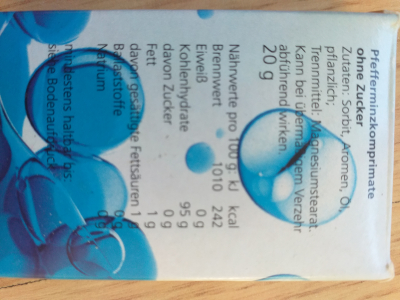 Pfefferminzkomprimate
ohne Zucker
Zutaten: Sorbit, Aromen, Öl,
pflanzlich;
Trennmittel: Magnesiumstearat.
Kann bei übermäßigem Verzehr
abführend wirken.
20 g
Nährwerte pro 100 g: kJ kcal
Brennwert 1010 242
Eiweiß 0 g
Kohlenhydrate 95 g
davon Zucker 0 g
Fett 1 g
davon gesättigte Fettsäuren 1 g
Ballaststoffe 0 g
Natrium 0 g
mindestens haltbar bis:
siehe Bodenaufdruck